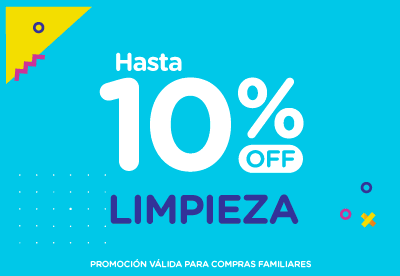 Hasta
10%
OFF
LIMPIEZA
PROMOCIÓN VÁLIDA PARA COMPRAS FAMILIARES